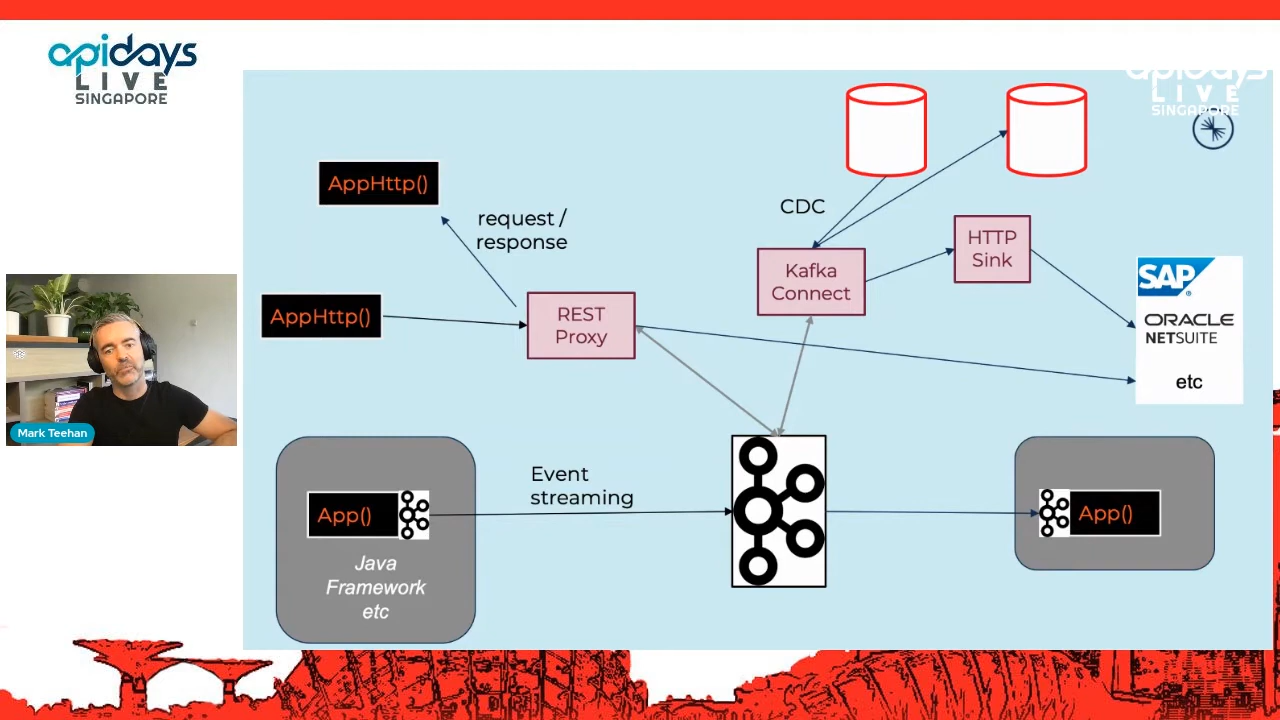 apidays
LIVE
SINGAPORE
apidays
LIVE
SINGAPORE
AppHttp()
request /
response
CDC
HTTP
Sink
Kafka
Connect
SAP
®
ORACLE
NETSUITE
etc
AppHttp()
REST
Proxy
Mark Teehan
Event
streaming
App()
Java
Framework
etc
App()